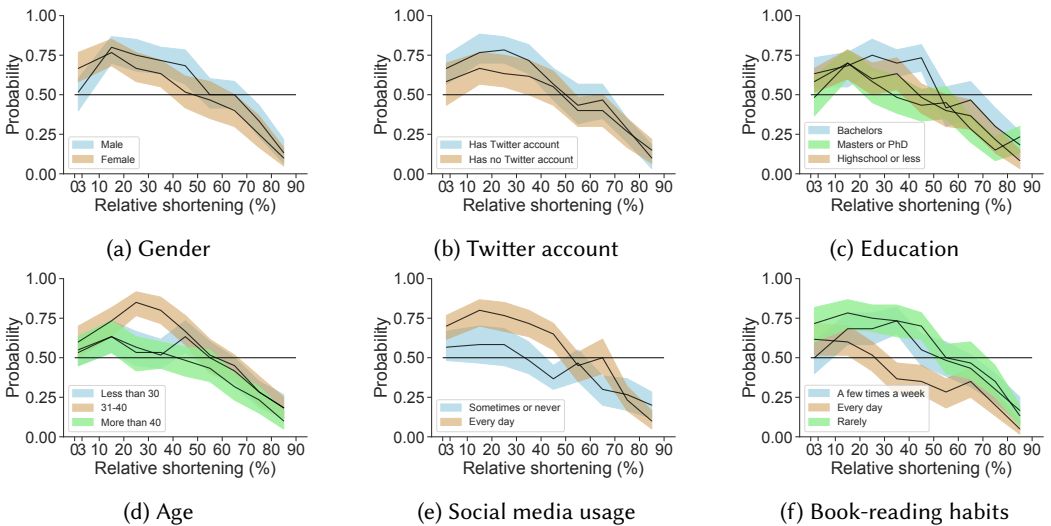 1.00
0.75
0.50
0.25
0.00
Probability
Male
Female
03 10 20 30 40 50 60 70 80 90
Relative shortening (%)
(a) Gender
1.00
0.75
0.50
0.25
0.00
Probability
Has Twitter account
Has no Twitter account
03 10 20 30 40 50 60 70 80 90
Relative shortening (%)
(b) Twitter account
1.00
0.75
0.50
0.25
0.00
Probability
Bachelors
Masters or PhD
Highschool or less
03 10 20 30 40 50 60 70 80 90
Relative shortening (%)
(c) Education
1.00
0.75
0.50
0.25
0.00
Probability
Less than 30
31-40
More than 40
03 10 20 30 40 50 60 70 80 90
Relative shortening (%)
(d) Age
1.00
0.75
0.50
0.25
0.00
Probability
Sometimes or never
Every day
03 10 20 30 40 50 60 70 80 90
Relative shortening (%)
(e) Social media usage
1.00
0.75
0.50
0.25
0.00
Probability
A few times a week
Every day
Rarely
03 10 20 30 40 50 60 70 80 90
Relative shortening (%)
(f) Book-reading habits